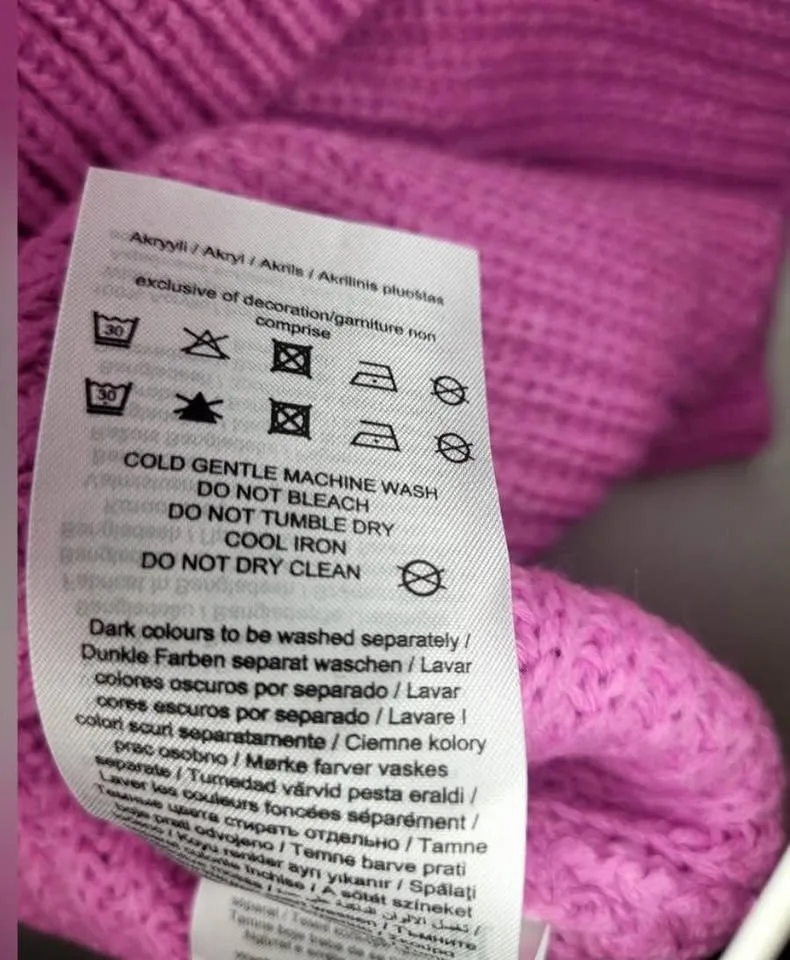 Akryyli / Akryl / Akrils / Akrilinis pluoštas
exclusive of decoration/garniture non
comprise
30
30
COLD GENTLE MACHINE WASH
DO NOT BLEACH
DO NOT TUMBLE DRY
COOL IRON
DO NOT DRY CLEAN
Dark colours to be washed separately /
Dunkle Farben separat waschen / Lavar
colores oscuros por separado / Lavar
cores escuros por separado / Lavare I
colori scuri separatamente / Ciemne kolory
prac osobno / Mørke farver vaskes
separate / Tumedad värvid pesta eraldi /
Laver les couleurs foncées séparément /
Темные цвета стирать отдельно / Tamne
boje prati odvojeno / Temne barve prati
/ Koyu renkler ayrı yıkanır / Spălați
închise / A sötét színeket